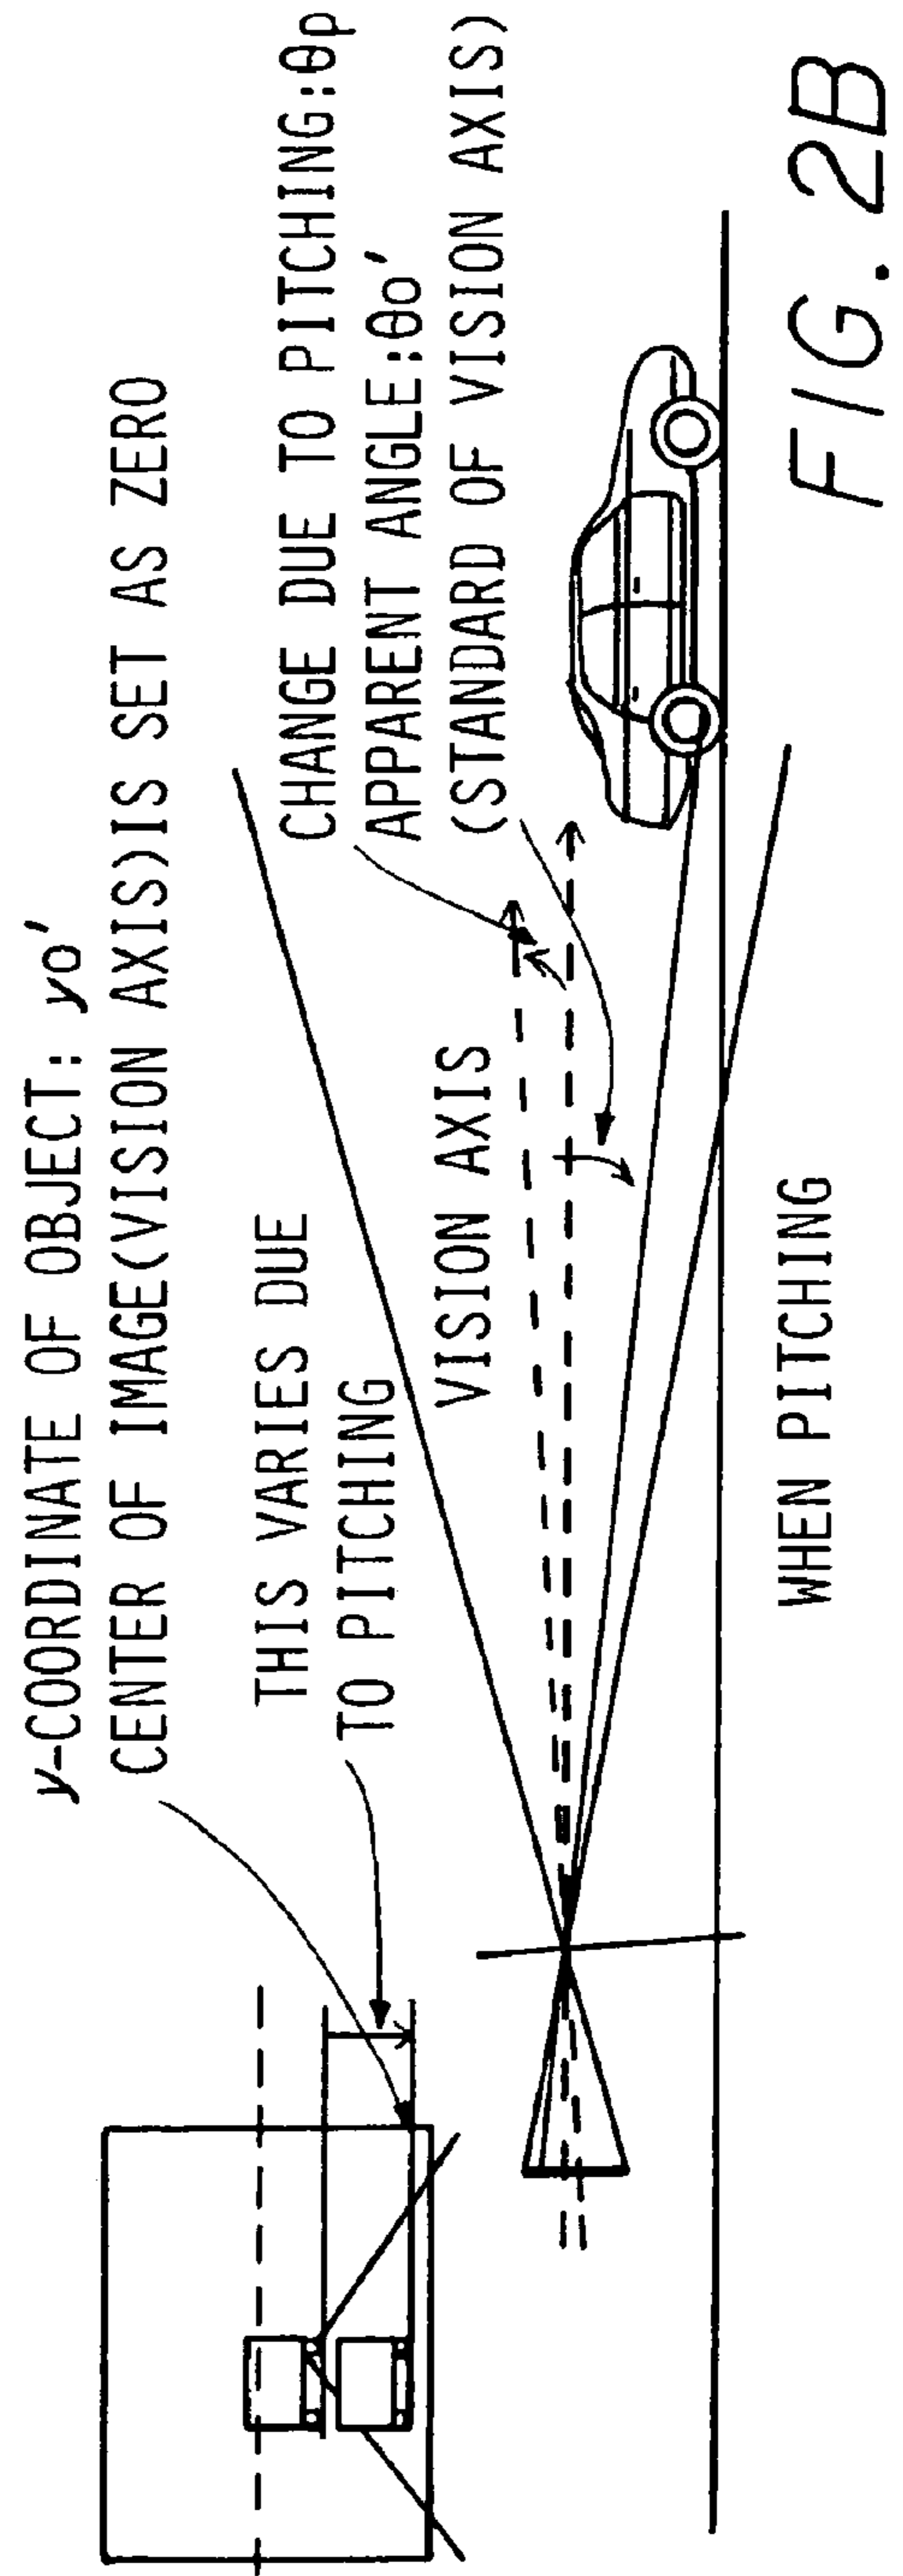 y-COORDINATE OF OBJECT: yo'
CENTER OF IMAGE(VISION AXIS)IS SET AS ZERO
THIS VARIES DUE
TO PITCHING
CHANGE DUE TO PITCHING:θp
APPARENT ANGLE:θo'
(STANDARD OF VISION AXIS)
VISION AXIS
WHEN PITCHING
FIG. 2B